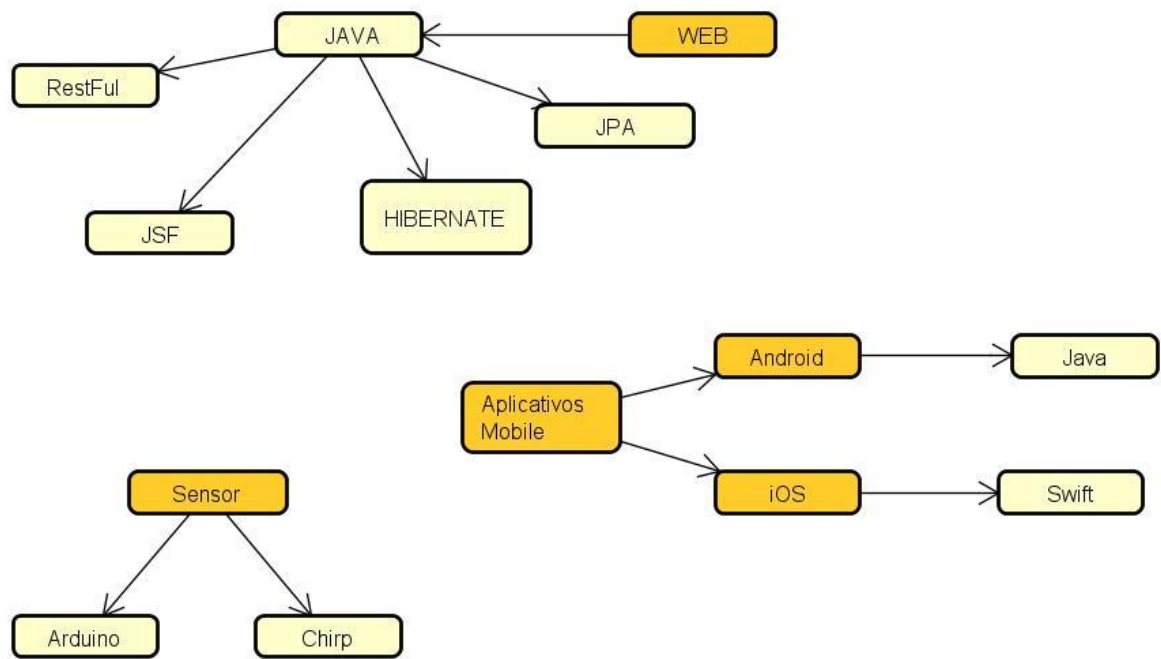 JAVA
WEB
RestFul
JPA
JSF
HIBERNATE
Android
Java
Aplicativos
Mobile
iOS
Swift
Sensor
Arduino
Chirp